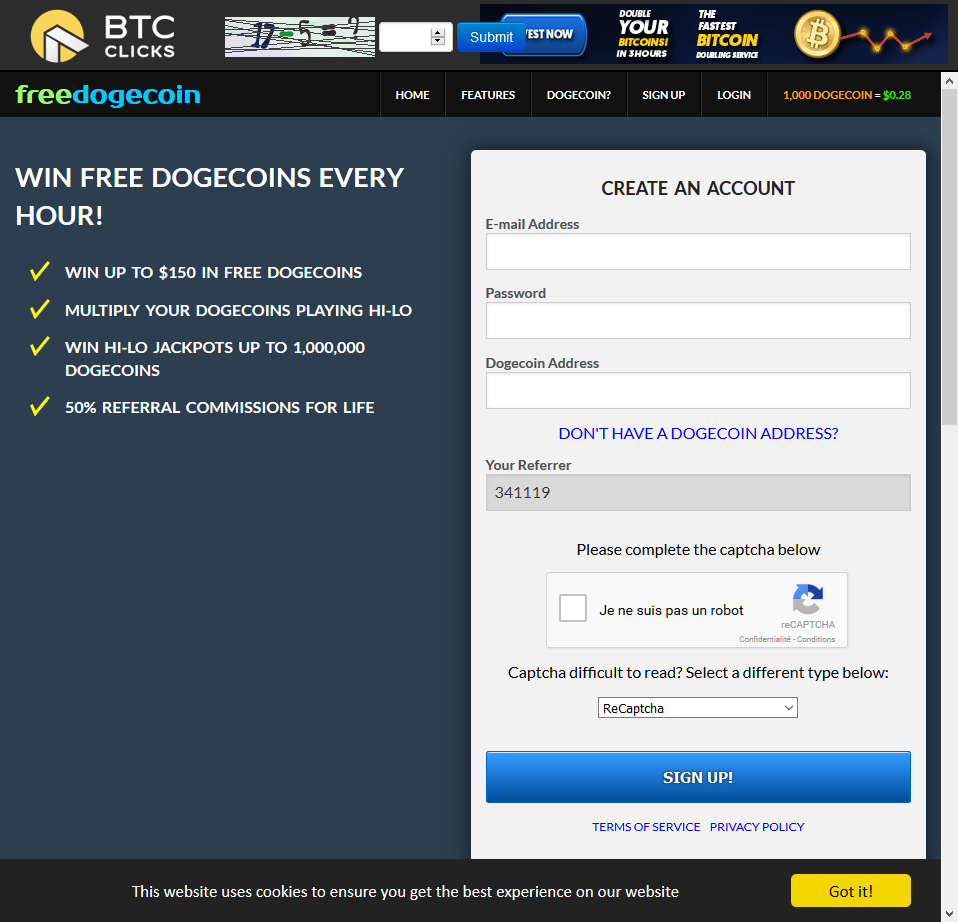 BTC
CLICKS
17-5=?
Submit
EST NOW
DOUBLE
YOUR
BITCOINS!
IN 3 HOURS
THE
FASTEST
BITCOIN
DOUBLING SERVICE
freedogecoin
HOME
FEATURES
DOGECOIN?
SIGN UP
LOGIN
1,000 DOGECOIN = $0.28
WIN FREE DOGECOINS EVERY
HOUR!
WIN UP TO $150 IN FREE DOGECOINS
MULTIPLY YOUR DOGECOINS PLAYING HI-LO
WIN HI-LO JACKPOTS UP TO 1,000,000
DOGECOINS
50% REFERRAL COMMISSIONS FOR LIFE
CREATE AN ACCOUNT
E-mail Address
Password
Dogecoin Address
DON'T HAVE A DOGECOIN ADDRESS?
Your Referrer
341119
Please complete the captcha below
Je ne suis pas un robot
reCAPTCHA
Confidentialité - Conditions
Captcha difficult to read? Select a different type below:
ReCaptcha
SIGN UP!
TERMS OF SERVICE PRIVACY POLICY
This website uses cookies to ensure you get the best experience on our website
Got it!